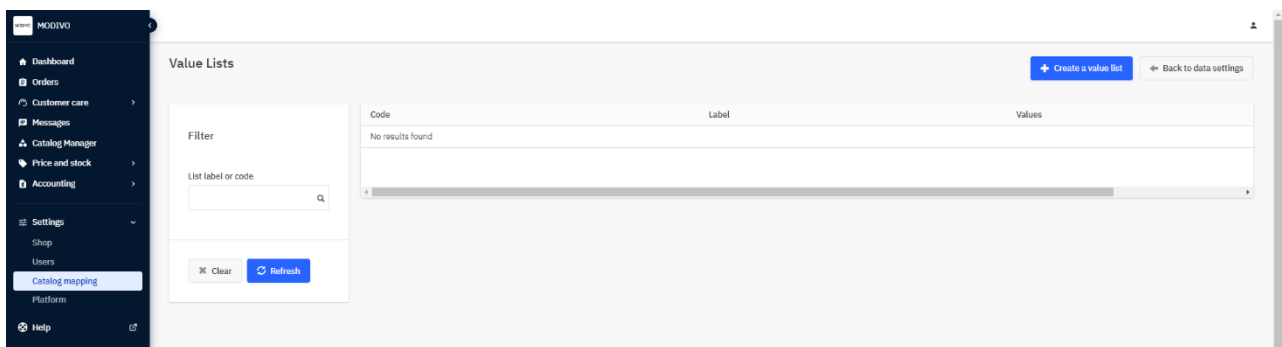 MODIVO MODIVO
Dashboard
Orders
Customer care
Messages
Catalog Manager
Price and stock
Accounting
Settings
Shop
Users
Catalog mapping
Platform
Help
Value Lists
Create a value list
Back to data settings
Filter
List label or code
Clear
Refresh
Code Label Values
No results found